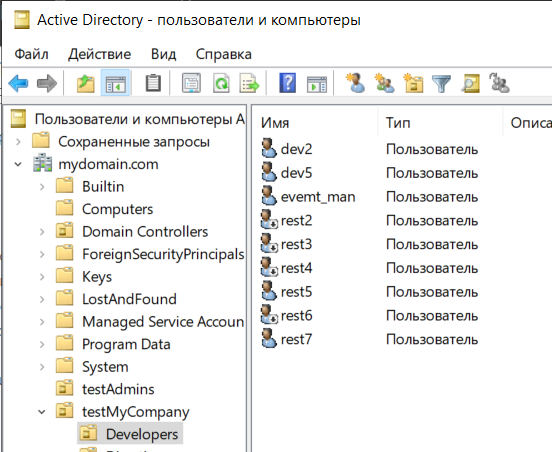 Active Directory - пользователи и компьютеры
Файл Действие Вид Справка
Пользователи и компьютеры A
Сохраненные запросы
mydomain.com
Builtin
Computers
Domain Controllers
ForeignSecurityPrincipals
Keys
LostAndFound
Managed Service Accoun
Program Data
System
testAdmins
testMyCompany
Developers
Имя Тип Описа
dev2 Пользователь
dev5 Пользователь
evemt_man Пользователь
rest2 Пользователь
rest3 Пользователь
rest4 Пользователь
rest5 Пользователь
rest6 Пользователь
rest7 Пользователь